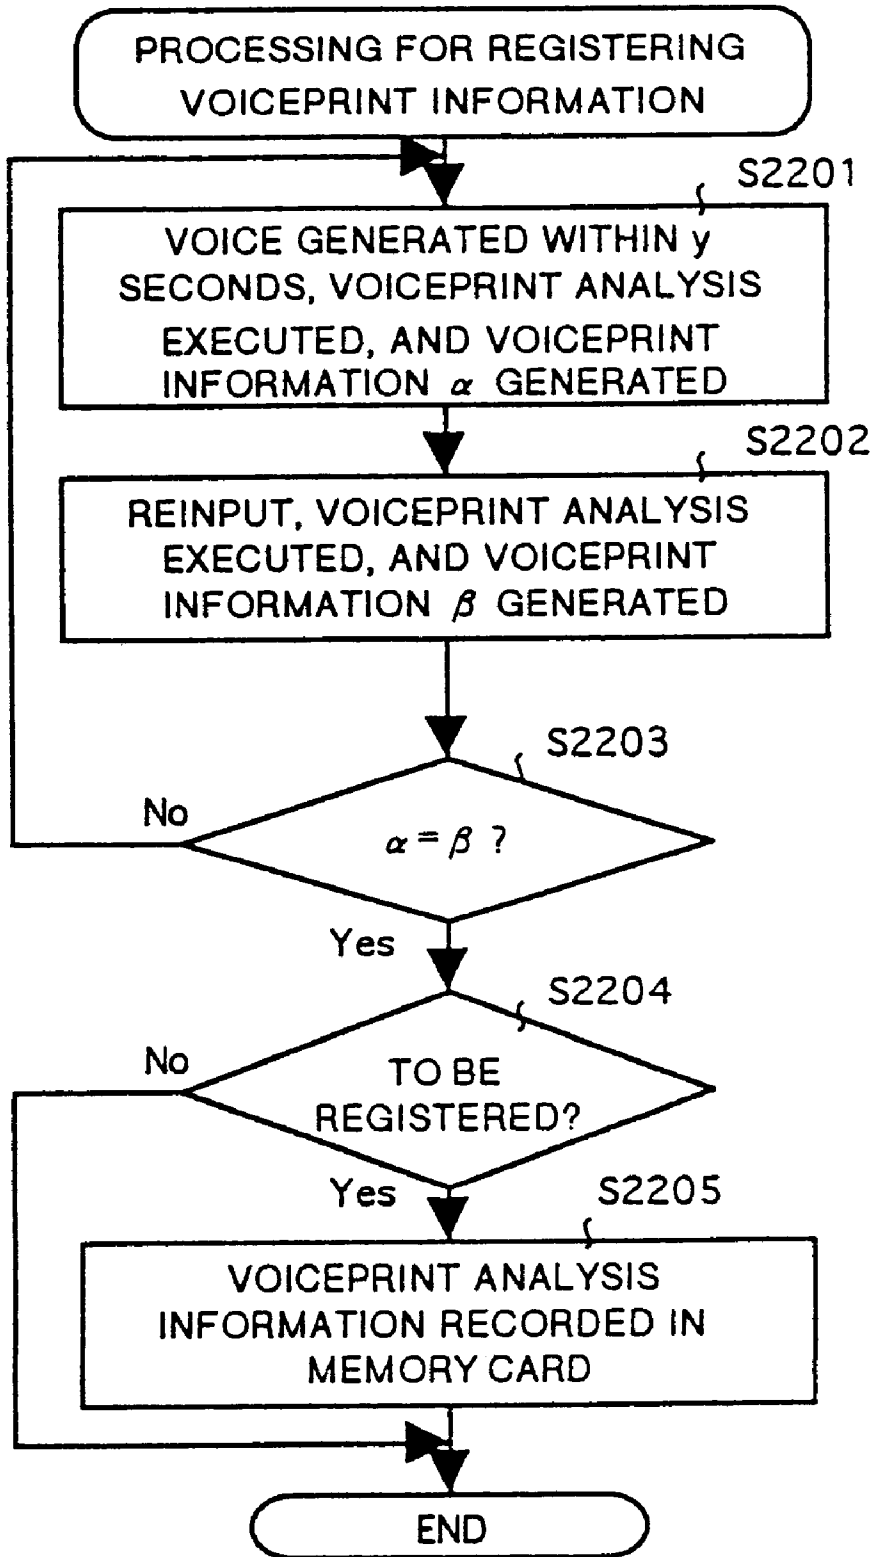 PROCESSING FOR REGISTERING
VOICEPRINT INFORMATION
S2201
VOICE GENERATED WITHIN y
SECONDS, VOICEPRINT ANALYSIS
EXECUTED, AND VOICEPRINT
INFORMATION α GENERATED
S2202
REINPUT, VOICEPRINT ANALYSIS
EXECUTED, AND VOICEPRINT
INFORMATION β GENERATED
S2203
No
α = β ?
Yes
S2204
No
TO BE
REGISTERED?
Yes
S2205
VOICEPRINT ANALYSIS
INFORMATION RECORDED IN
MEMORY CARD
END